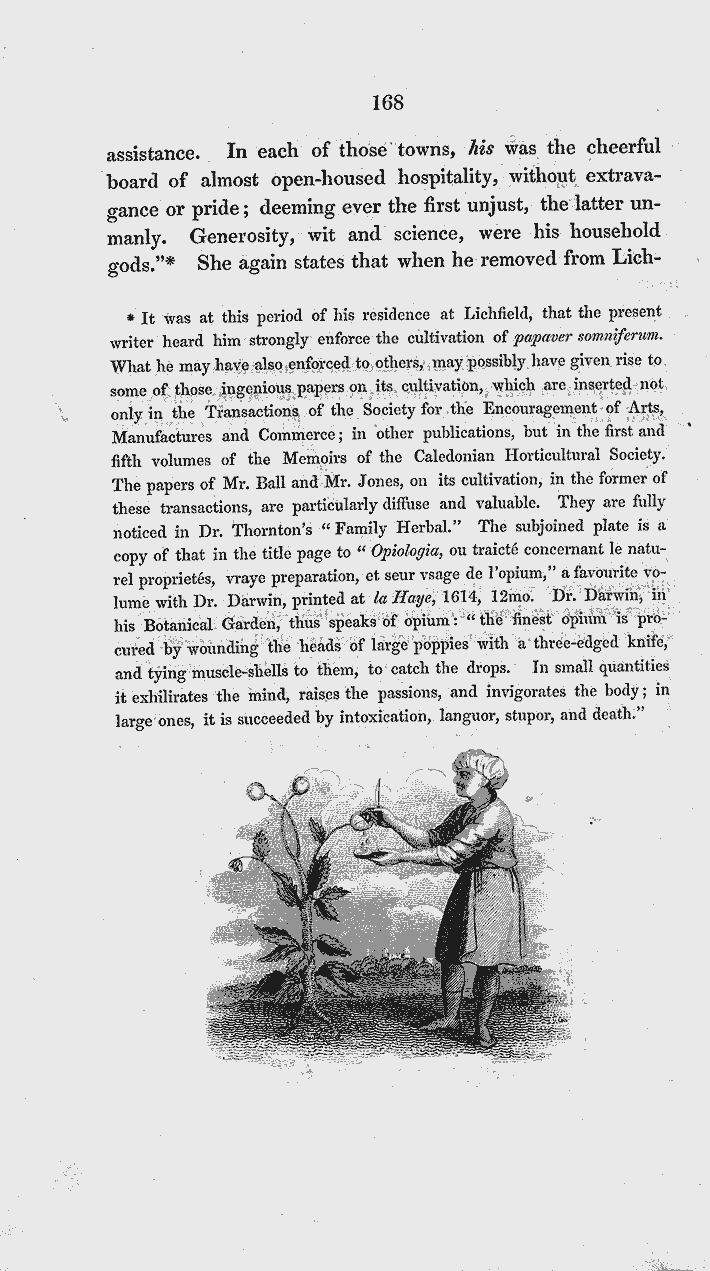 168
assistance. In each of those towns, his was the cheerful
board of almost open-housed hospitality, without extrava-
gance or pride; deeming ever the first unjust, the latter un-
manly. Generosity, wit and science, were his household
gods."* She again states that when he removed from Lich-
* It was at this period of his residence at Lichfield, that the present
writer heard him strongly enforce the cultivation of papaver somniferum.
What he may have also enforced to others, may possibly have given rise to
some of those ingenious papers on its cultivation, which are inserted not
only in the Transactions of the Society for the Encouragement of Arts,
Manufactures and Commerce; in other publications, but in the first and
fifth volumes of the Memoirs of the Caledonian Horticultural Society.
The papers of Mr. Ball and Mr. Jones, on its cultivation, in the former of
these transactions, are particularly diffuse and valuable. They are fully
noticed in Dr. Thornton's "Family Herbal." The subjoined plate is a
copy of that in the title page to "Opiologia, ou traicté concernant le natu-
rel proprietés, vraye preparation, et seur vsage de l'opium," a favourite vo-
lume with Dr. Darwin, printed at la Haye, 1614, 12mo. Dr. Darwin, in
his Botanical Garden, thus speaks of opium: "the finest opium is pro-
cured by wounding the heads of large poppies with a three-edged knife,
and tying muscle-shells to them, to catch the drops. In small quantities
it exhilirates the mind, raises the passions, and invigorates the body; in
large ones, it is succeeded by intoxication, languor, stupor, and death."